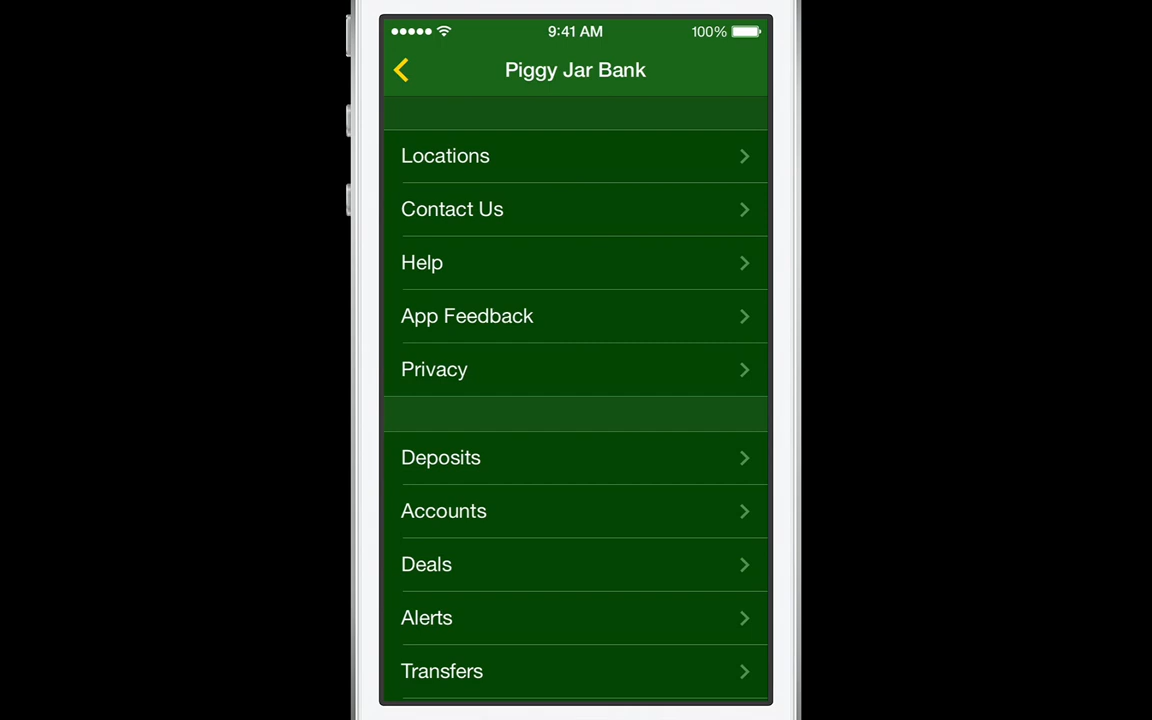 9:41 AM 100%
Piggy Jar Bank
Locations
Contact Us
Help
App Feedback
Privacy
Deposits
Accounts
Deals
Alerts
Transfers